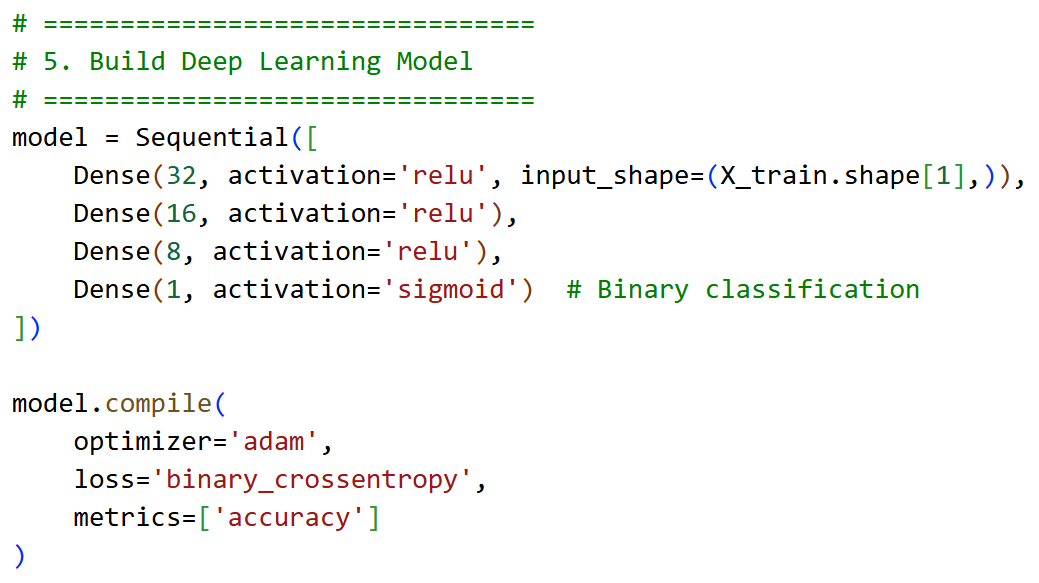 # ================================
# 5. Build Deep Learning Model
# ================================
model = Sequential([
    Dense(32, activation='relu', input_shape=(X_train.shape[1],)),
    Dense(16, activation='relu'),
    Dense(8, activation='relu'),
    Dense(1, activation='sigmoid')  # Binary classification
])

model.compile(
    optimizer='adam',
    loss='binary_crossentropy',
    metrics=['accuracy']
)